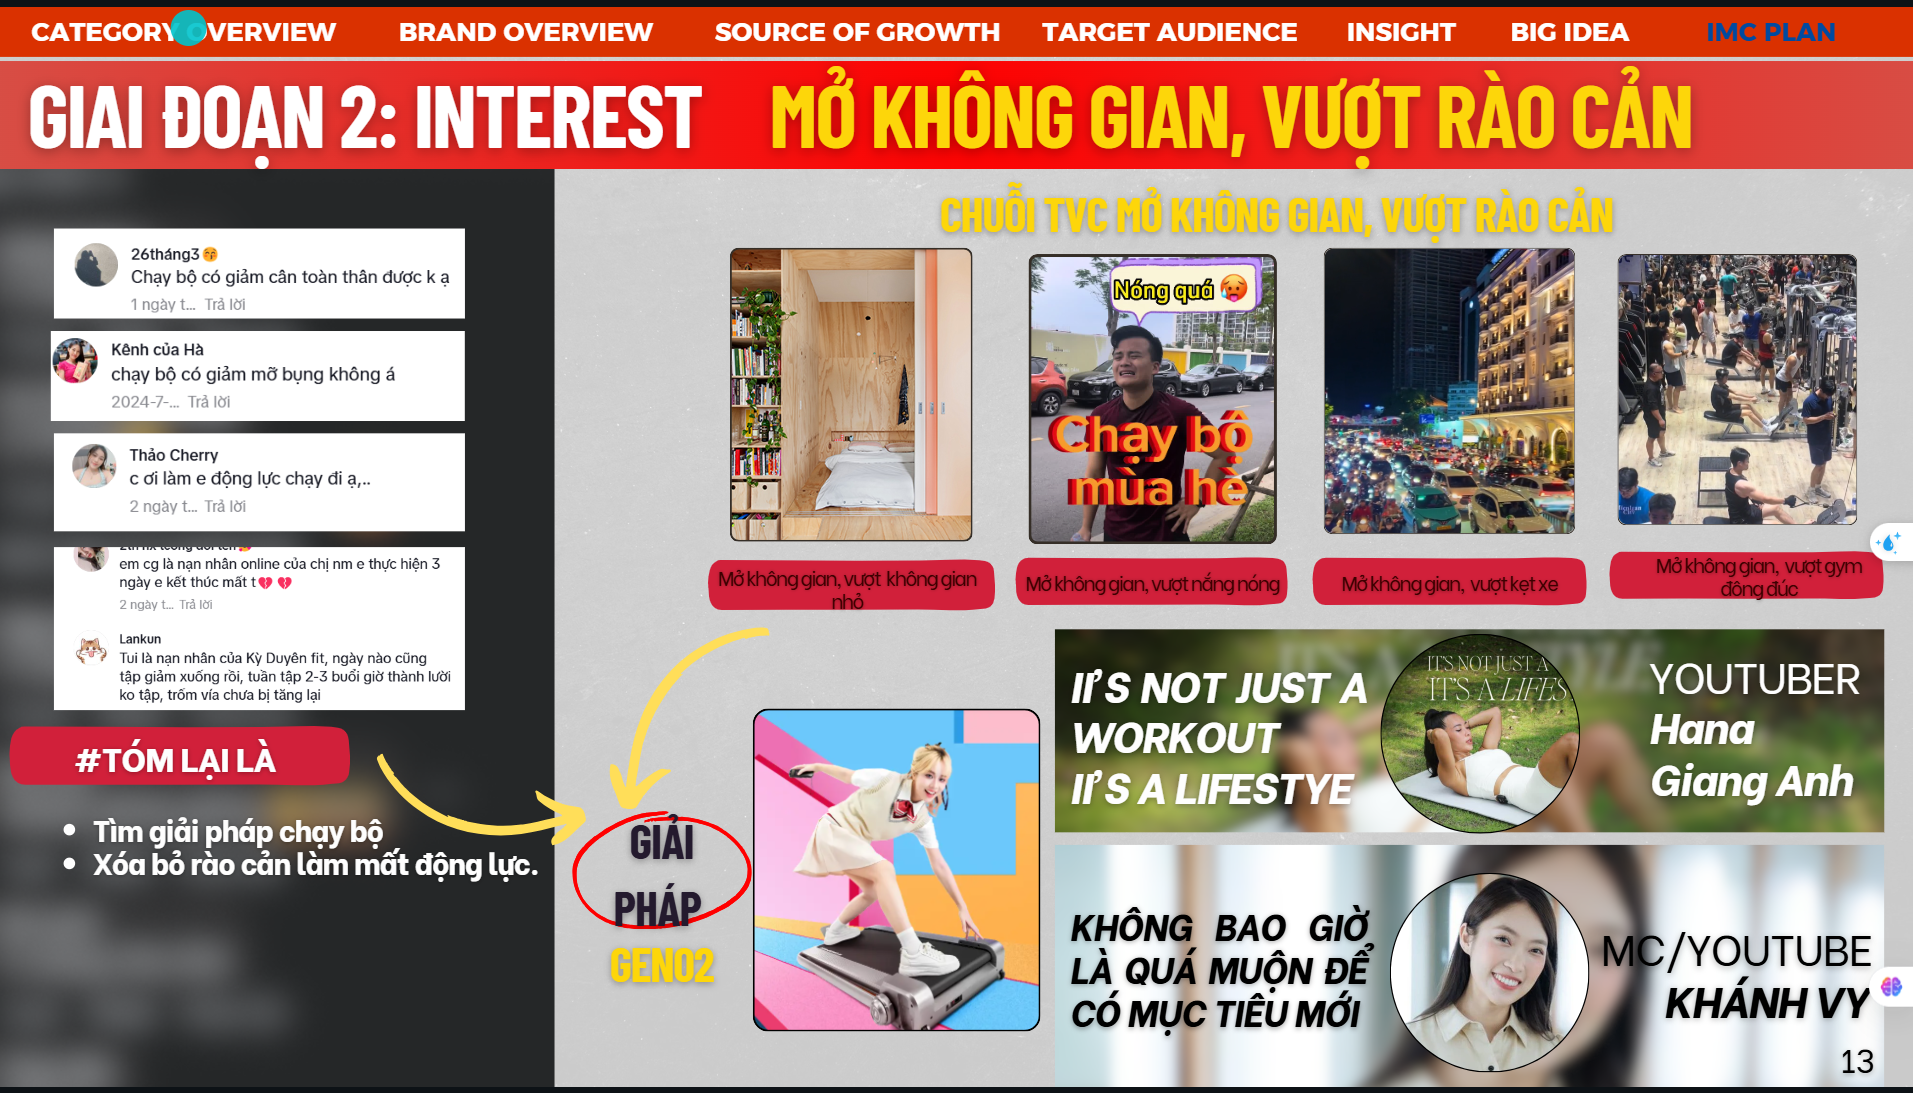 CATEGORY OVERVIEW BRAND OVERVIEW SOURCE OF GROWTH TARGET AUDIENCE INSIGHT BIG IDEA IMC PLAN
GIAI ĐOẠN 2: INTEREST MỞ KHÔNG GIAN, VƯỢT RÀO CẢN
26tháng3
Chạy bộ có giảm cân toàn thân được k ạ
1 ngày t... Trả lời
Kênh của Hà
chạy bộ có giảm mỡ bụng không á
2024-7-... Trả lời
Thảo Cherry
c ơi làm e động lực chạy đi ạ,..
2 ngày t... Trả lời
em cg là nạn nhân online của chị nm e thực hiện 3
ngày e kết thúc mất t
2 ngày t... Trả lời
Lankun
Tui là nạn nhân của Kỳ Duyên fit, ngày nào cũng
tập giảm xuống rồi, tuần tập 2-3 buổi giờ thành lười
ko tập, trốm vía chưa bị tăng lại
#TÓM LẠI LÀ
Tìm giải pháp chạy bộ
Xóa bỏ rào cản làm mất động lực.
CHUỖI TVC MỞ KHÔNG GIAN, VƯỢT RÀO CẢN
Nóng quá
Chạy bộ
mùa hè
Mở không gian, vượt không gian
nhỏ
Mở không gian, vượt nắng nóng
Mở không gian, vượt kẹt xe
Mở không gian, vượt gym
đông đúc
GIẢI
PHÁP
GEN02
II'S NOT JUST A
WORKOUT
II'S A LIFESTYE
IT'S NOT JUST A
IT'S A LIFES
YOUTUBER
Hana
Giang Anh
KHÔNG BAO GIỜ
LÀ QUÁ MUỘN ĐỂ
CÓ MỤC TIÊU MỚI
MC/YOUTUBE
KHÁNH VY
13